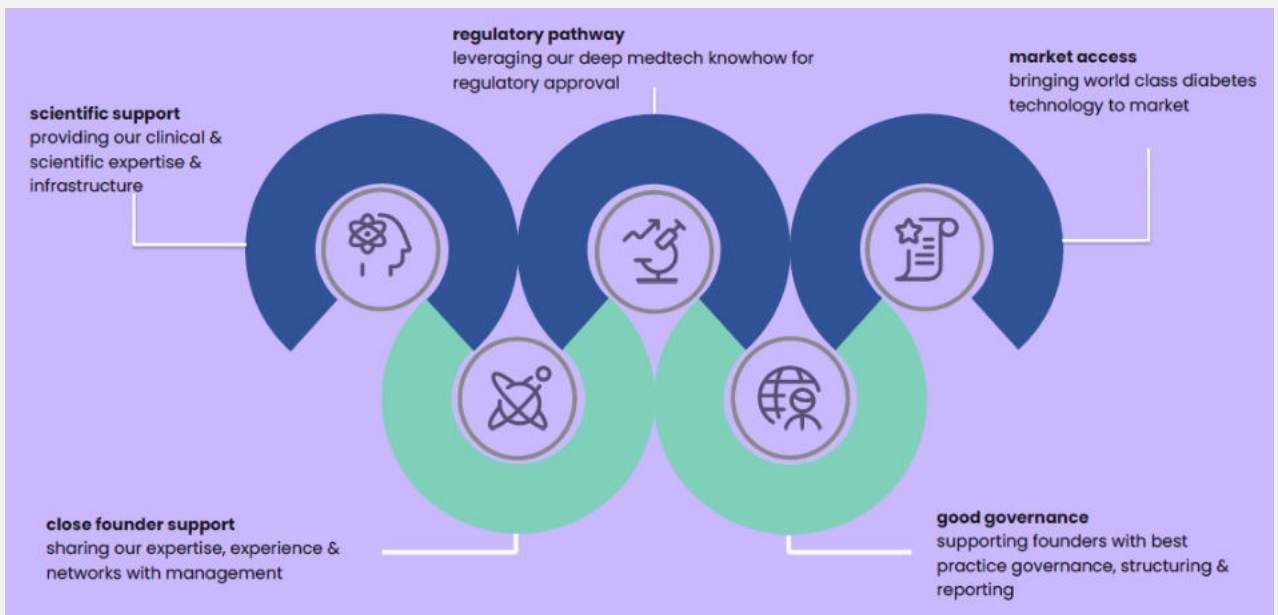 regulatory pathway
leveraging our deep medtech knowhow for
regulatory approval
market access
bringing world class diabetes
technology to market
scientific support
providing our clinical &
scientific expertise &
infrastructure
close founder support
sharing our expertise, experience &
networks with management
good governance
supporting founders with best
practice governance, structuring &
reporting